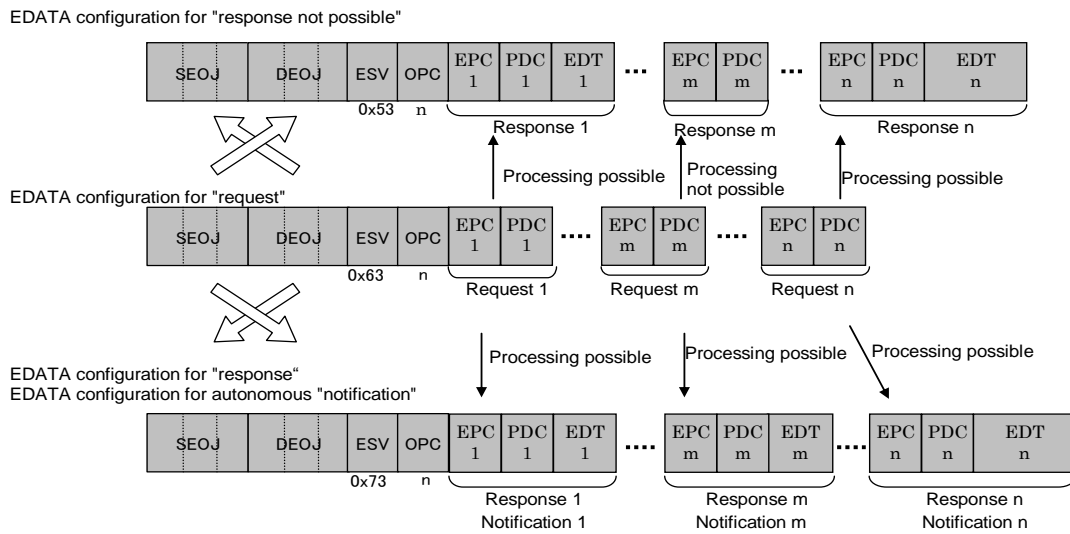 EDATA configuration for "response not possible"
SEOJ DEOJ ESV OPC EPC 1 PDC 1 EDT 1 ... EPC m PDC m ... EPC n PDC n EDT n
0x53 n
Response 1 Response m Response n
Processing possible Processing not possible Processing possible
EDATA configuration for "request"
SEOJ DEOJ ESV OPC EPC 1 PDC 1 .... EPC m PDC m .... EPC n PDC n
0x63 n
Request 1 Request m Request n
Processing possible Processing possible Processing possible
EDATA configuration for "response“
EDATA configuration for autonomous "notification"
SEOJ DEOJ ESV OPC EPC 1 PDC 1 EDT 1 .... EPC m PDC m EDT m .... EPC n PDC n EDT n
0x73 n
Response 1 Response m Response n
Notification 1 Notification m Notification n